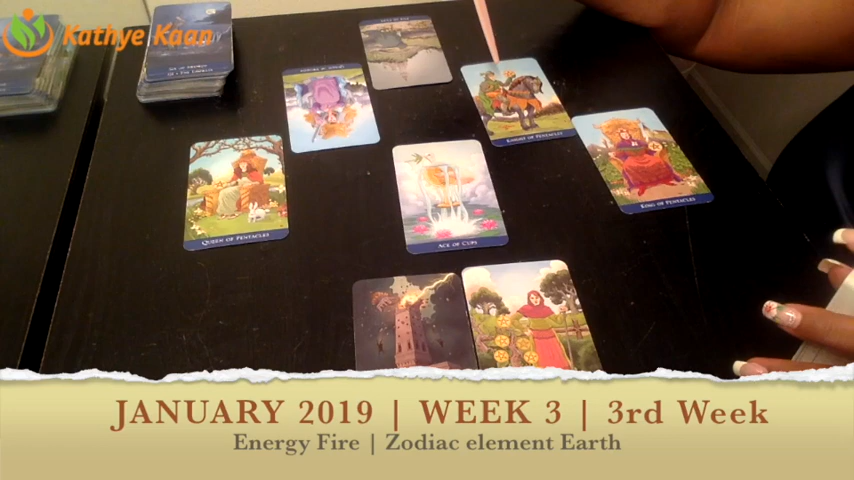 Kathye Kaan
KNIGHT OF PENTACLES
KING OF PENTACLES
QUEEN OF PENTACLES
ACE OF CUPS
JANUARY 2019 | WEEK 3 | 3rd Week
Energy Fire | Zodiac element Earth